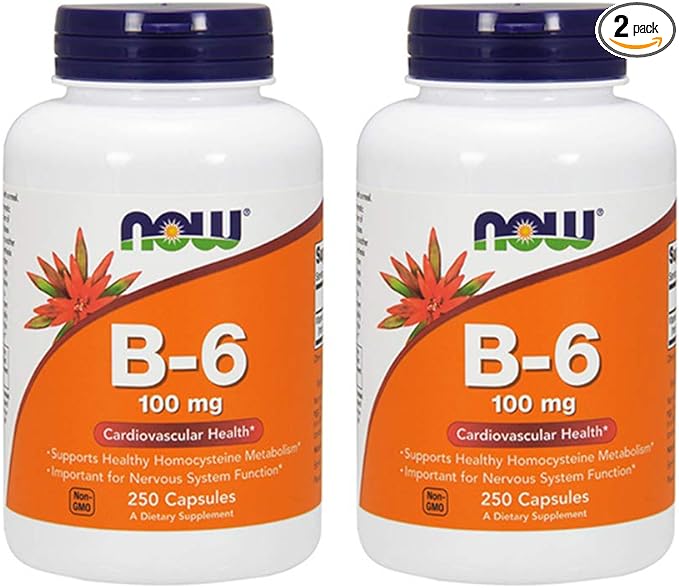 2
pack
NOW®
B-6
100 mg
Cardiovascular Health*
•Supports Healthy Homocysteine Metabolism*
•Important for Nervous System Function*
250 Capsules
Non-
GMO
A Dietary Supplement
NOW®
B-6
100 mg
Cardiovascular Health*
•Supports Healthy Homocysteine Metabolism*
•Important for Nervous System Function*
250 Capsules
Non-
GMO
A Dietary Supplement